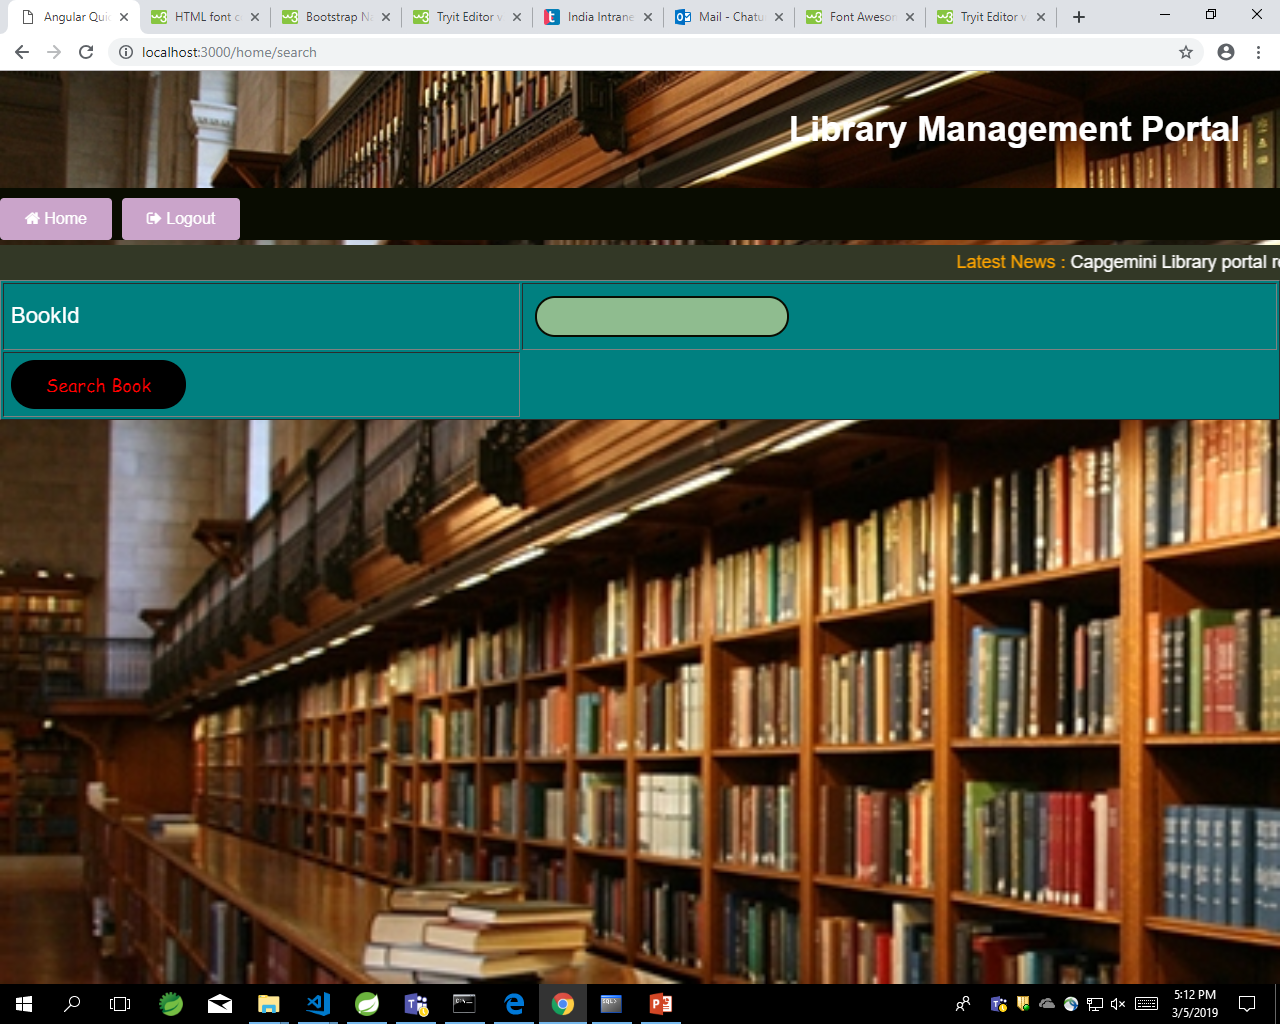 Angular Qui
HTML font c
Bootstrap Na
Tryit Editor v
India Intrane
Mail - Chatu
Font Aweson
Tryit Editor v
localhost:3000/home/search
Library Management Portal
Home
Logout
Latest News : Capgemini Library portal re
BookId
Search Book
5:12 PM
3/5/2019